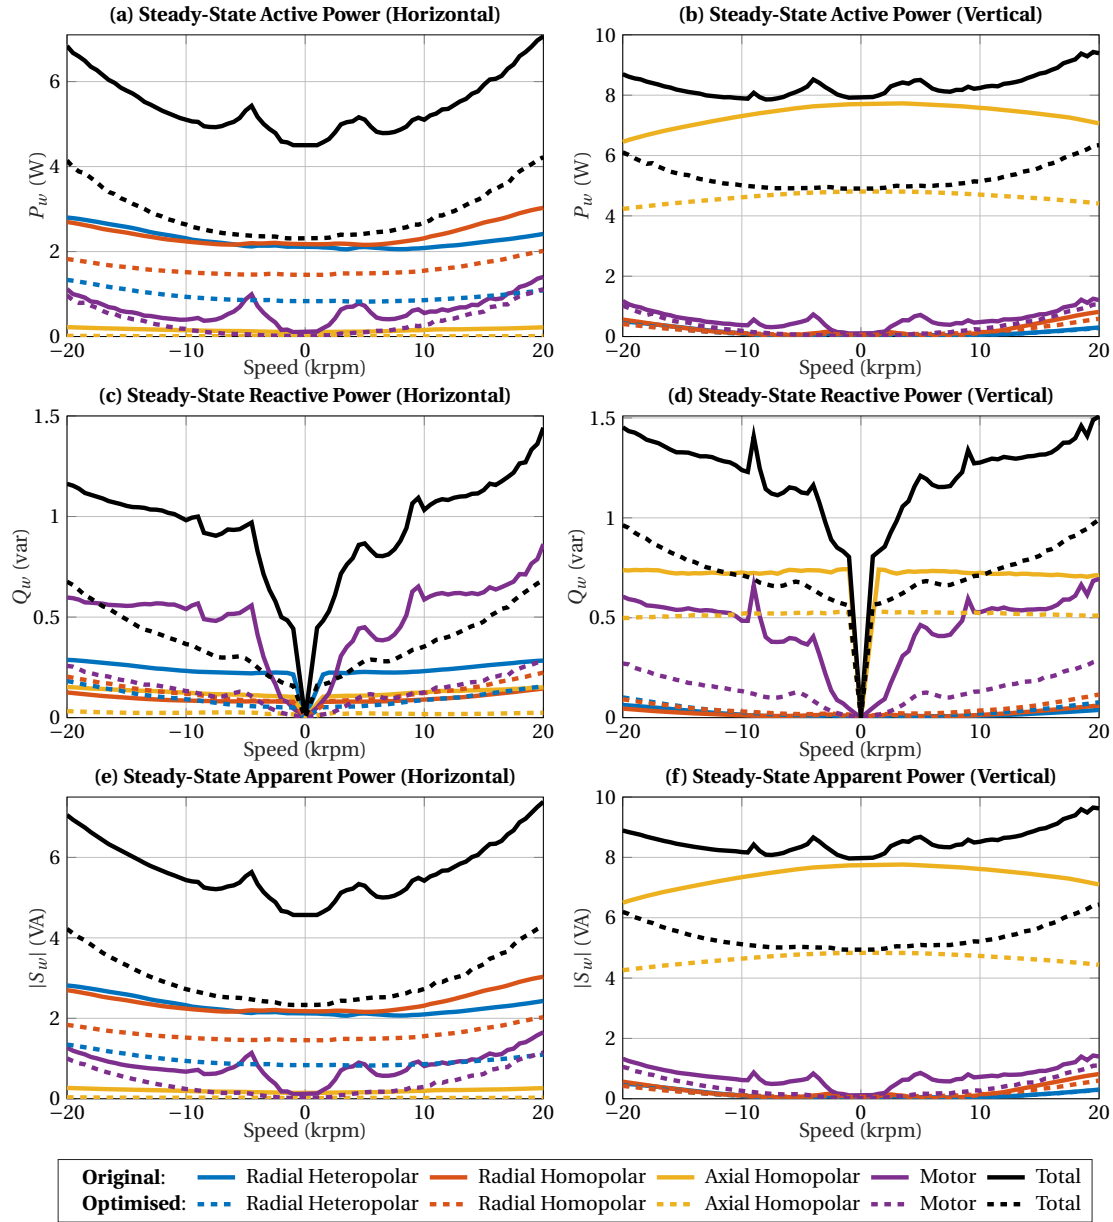 (a) Steady-State Active Power (Horizontal)
P_w (W)
6
4
2
0
−20 −10 0 10 20
Speed (krpm)
(b) Steady-State Active Power (Vertical)
P_w (W)
10
8
6
4
2
0
−20 −10 0 10 20
Speed (krpm)
(c) Steady-State Reactive Power (Horizontal)
Q_w (var)
1.5
1
0.5
0
−20 −10 0 10 20
Speed (krpm)
(d) Steady-State Reactive Power (Vertical)
Q_w (var)
1.5
1
0.5
0
−20 −10 0 10 20
Speed (krpm)
(e) Steady-State Apparent Power (Horizontal)
|S_w| (VA)
6
4
2
0
−20 −10 0 10 20
Speed (krpm)
(f) Steady-State Apparent Power (Vertical)
|S_w| (VA)
10
8
6
4
2
0
−20 −10 0 10 20
Speed (krpm)
Original: Radial Heteropolar Radial Homopolar Axial Homopolar Motor Total
Optimised: Radial Heteropolar Radial Homopolar Axial Homopolar Motor Total